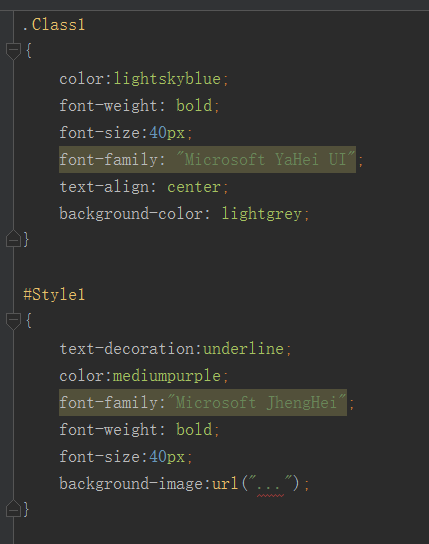 .Class1
{
color:lightskyblue;
font-weight: bold;
font-size:40px;
font-family: "Microsoft YaHei UI";
text-align: center;
background-color: lightgrey;
}
#Style1
{
text-decoration:underline;
color:mediumpurple;
font-family:"Microsoft JhengHei";
font-weight: bold;
font-size:40px;
background-image:url("...");
}